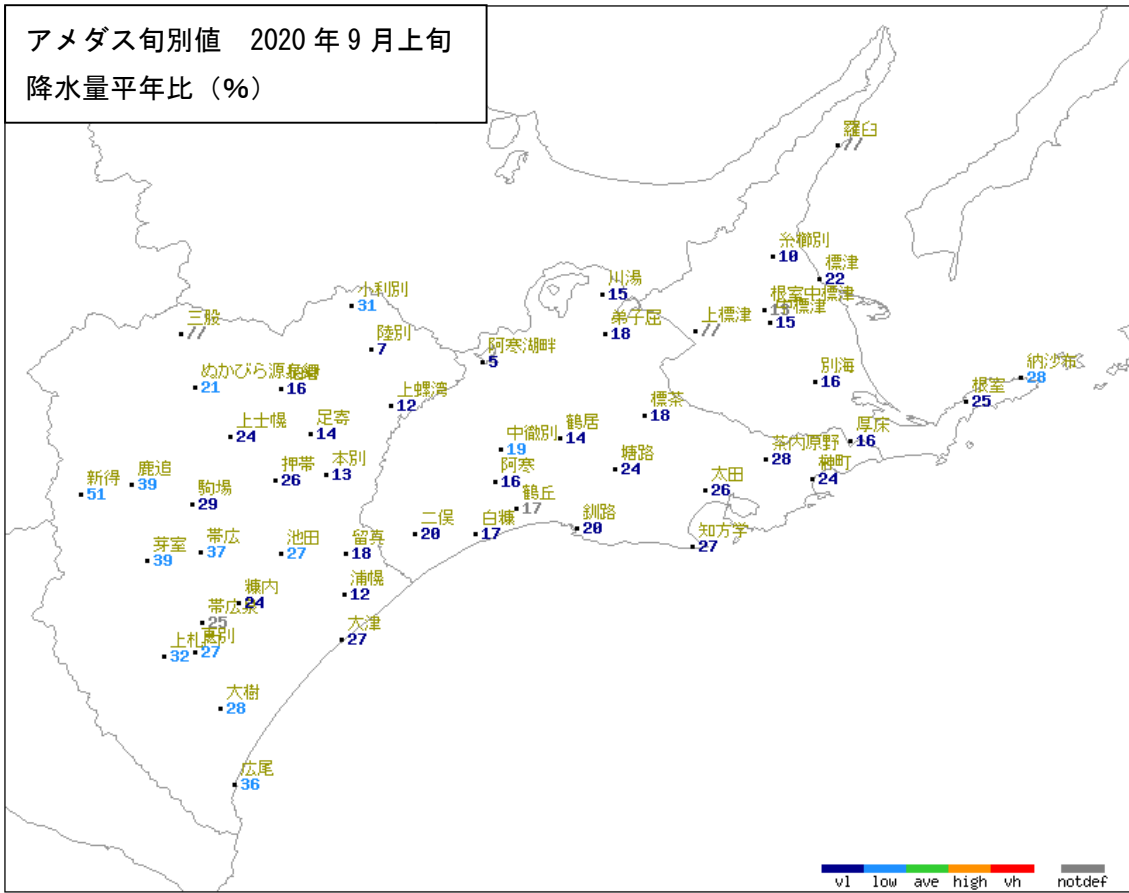 アメダス旬別値 2020年9月上旬
降水量平年比（%）
羅臼
//
糸櫛別
10
標津
22
川湯
15
根室中標津
小利別
31
上標津
//
中標津
15
三股
//
弟子屈
18
陸別
7
阿寒湖畔
5
ぬかびら源泉郷
21
16
別海
16
納沙布
28
上螺湾
12
根室
25
標茶
18
上士幌
24
足寄
14
鶴居
14
中徹別
19
厚床
16
茶内原野
28
新得
51
鹿追
39
押帯
26
本別
13
塘路
24
阿寒
16
太田
26
榊町
24
駒場
29
鶴丘
17
二俣
20
白糠
17
釧路
20
知方学
27
芽室
39
帯広
37
池田
27
留真
18
浦幌
12
糠内
24
帯広泉
25
大津
27
上札内
32
更別
27
大樹
28
広尾
36
vl low ave high vh notdef